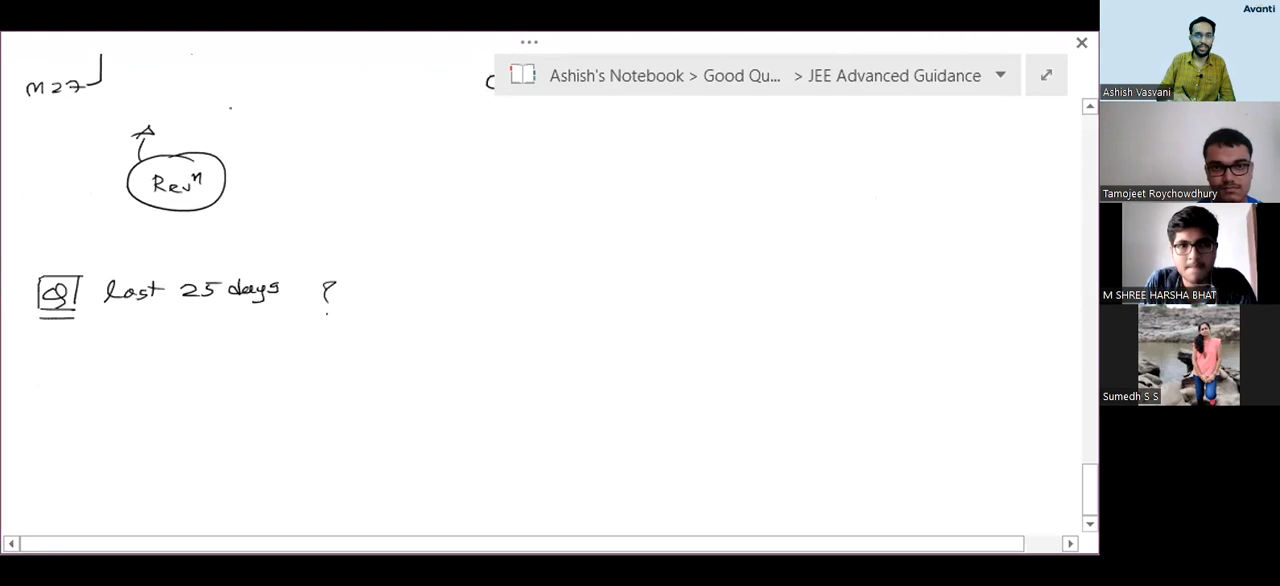 Avanti
...
Ashish's Notebook > Good Qu... > JEE Advanced Guidance
M27
Revⁿ
Q last 25 days ?
Ashish Vasvani
Tamojeet Roychowdhury
M SHREE HARSHA BHAT
Sumedh S S